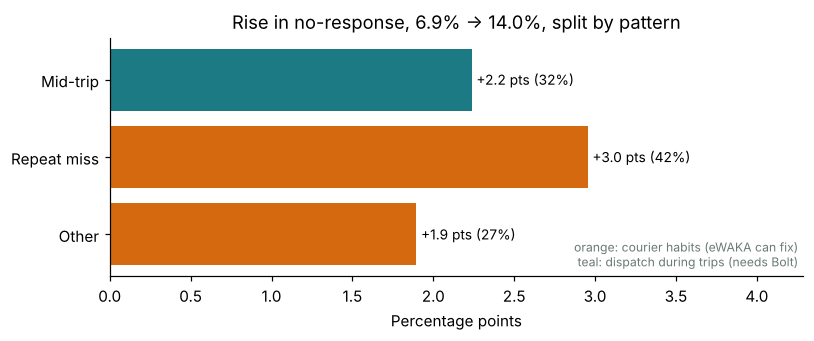 Rise in no-response, 6.9% → 14.0%, split by pattern
Mid-trip
+2.2 pts (32%)
Repeat miss
+3.0 pts (42%)
Other
+1.9 pts (27%)
orange: courier habits (eWAKA can fix)
teal: dispatch during trips (needs Bolt)
0.0 0.5 1.0 1.5 2.0 2.5 3.0 3.5 4.0
Percentage points